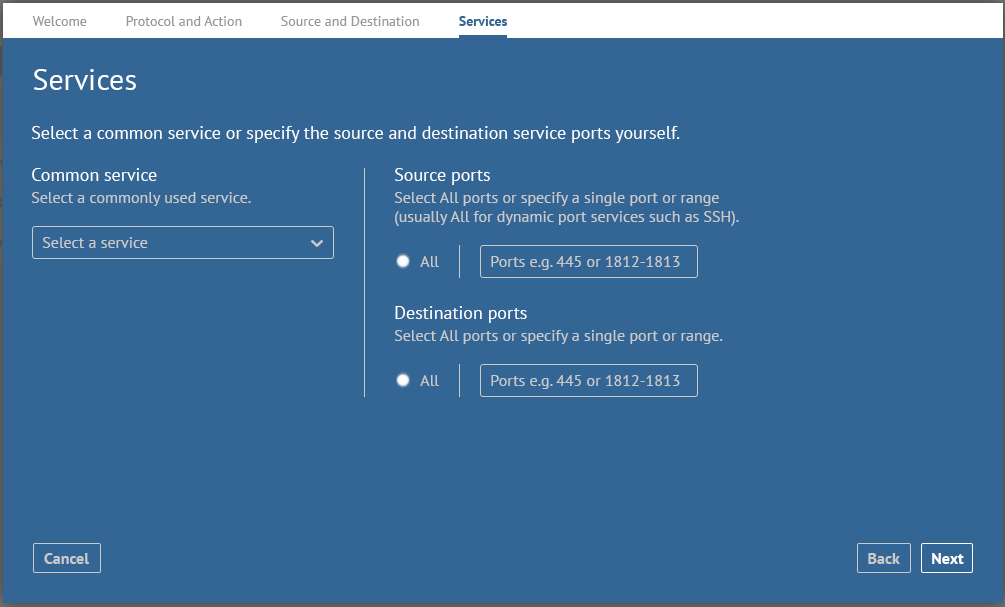 Welcome
Protocol and Action
Source and Destination
Services
Services
Select a common service or specify the source and destination service ports yourself.
Common service
Select a commonly used service.
Select a service
Source ports
Select All ports or specify a single port or range
(usually All for dynamic port services such as SSH).
All
Ports e.g. 445 or 1812-1813
Destination ports
Select All ports or specify a single port or range.
All
Ports e.g. 445 or 1812-1813
Cancel
Back
Next